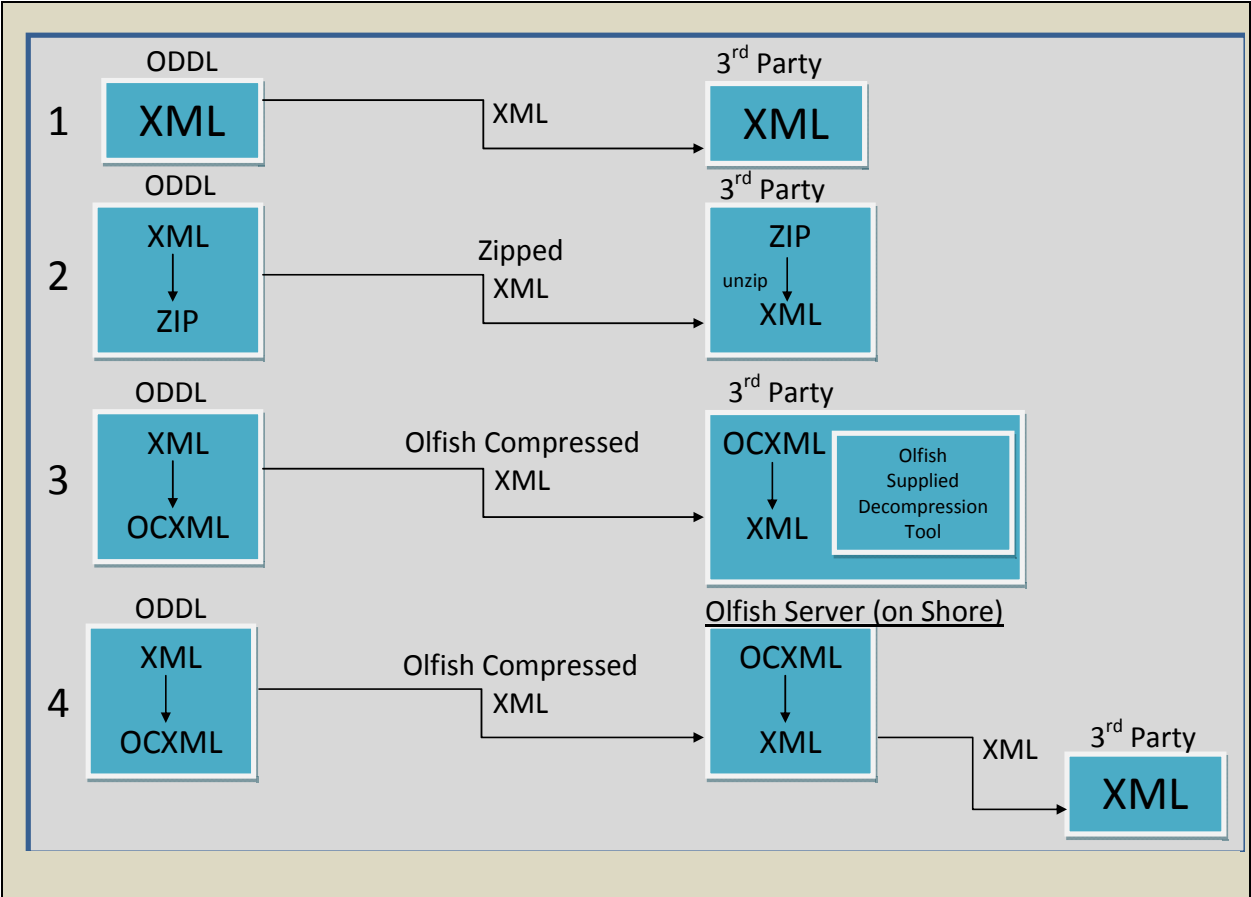 ODDL
3rd Party
1
XML
XML
XML
ODDL
3rd Party
2
XML
ZIP
Zipped
XML
ZIP
unzip
XML
ODDL
3rd Party
3
XML
OCXML
Olfish Compressed
XML
OCXML
XML
Olfish
Supplied
Decompression
Tool
ODDL
Olfish Server (on Shore)
4
XML
OCXML
Olfish Compressed
XML
OCXML
XML
XML
3rd Party
XML